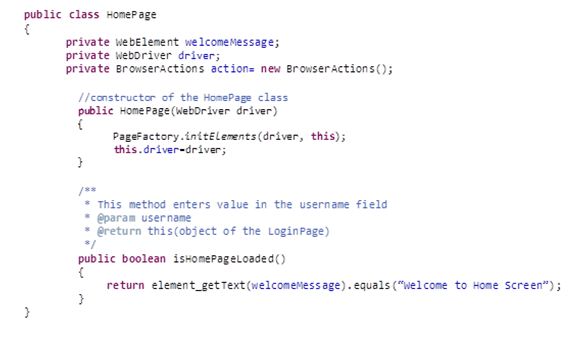 public class HomePage
{
private WebElement welcomeMessage;
private WebDriver driver;
private BrowserActions action= new BrowserActions();
//constructor of the HomePage class
public HomePage(WebDriver driver)
{
PageFactory.initElements(driver, this);
this.driver=driver;
}
/**
* This method enters value in the username field
* @param username
* @return this(object of the LoginPage)
*/
public boolean isHomePageLoaded()
{
return element_getText(welcomeMessage).equals(“Welcome to Home Screen”);
}
}